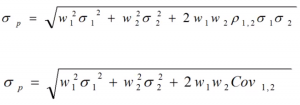 σ_p = √(w_1^2 σ_1^2 + w_2^2 σ_2^2 + 2 w_1 w_2 ρ_{1,2} σ_1 σ_2)
σ_p = √(w_1^2 σ_1^2 + w_2^2 σ_2^2 + 2 w_1 w_2 Cov_{1,2})